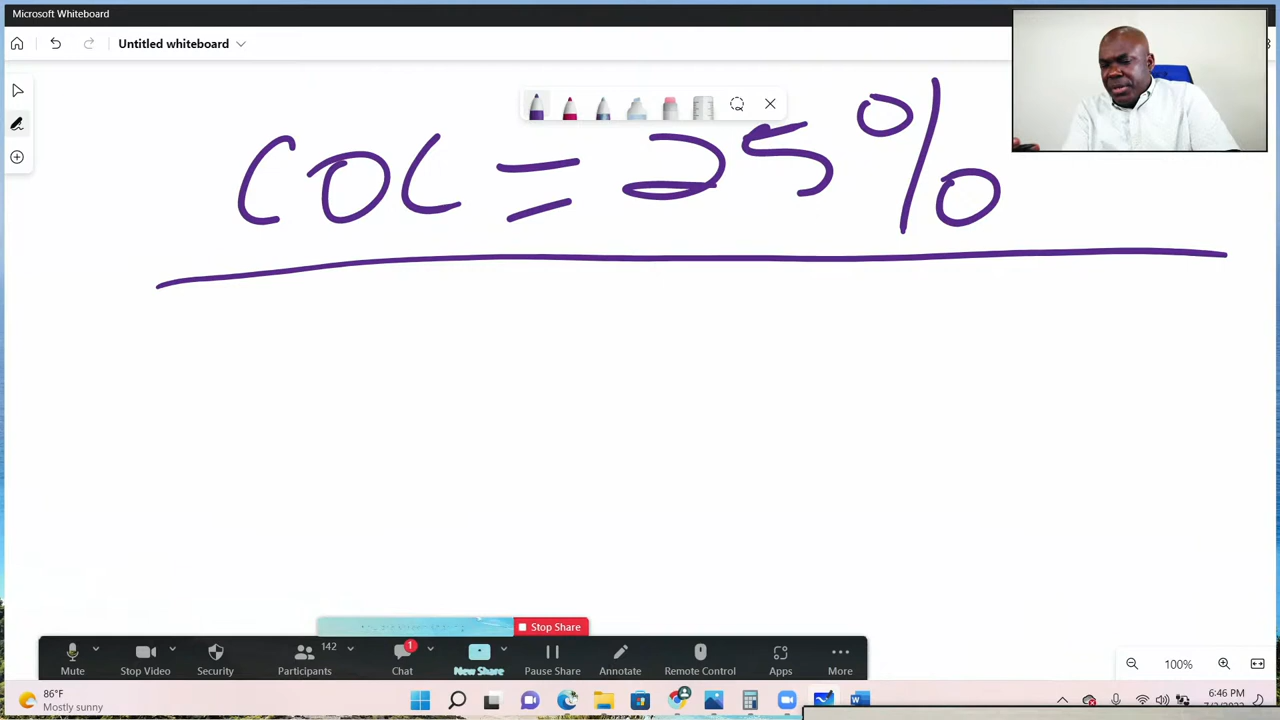 Microsoft Whiteboard
Untitled whiteboard
COC = 25%
Stop Share
142
1
Mute
Stop Video
Security
Participants
Chat
New Share
Pause Share
Annotate
Remote Control
Apps
More
100%
86°F
Mostly sunny
6:46 PM